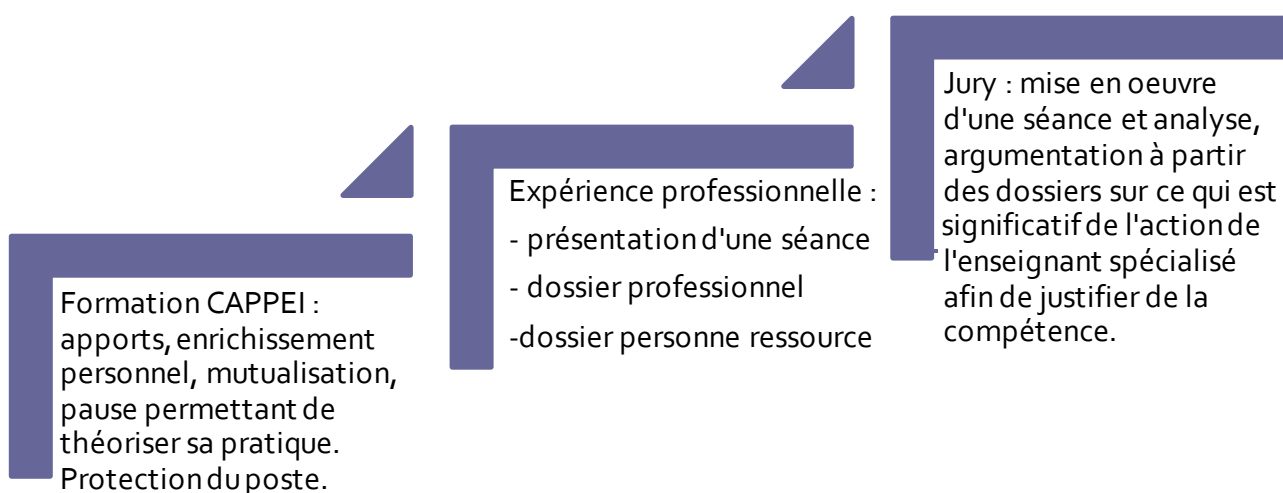 Formation CAPPEI :
apports, enrichissement
personnel, mutualisation,
pause permettant de
théoriser sa pratique.
Protection du poste.
Expérience professionnelle :
- présentation d'une séance
- dossier professionnel
-dossier personne ressource
Jury : mise en oeuvre
d'une séance et analyse,
argumentation à partir
des dossiers sur ce qui est
significatif de l'action de
l'enseignant spécialisé
afin de justifier de la
compétence.